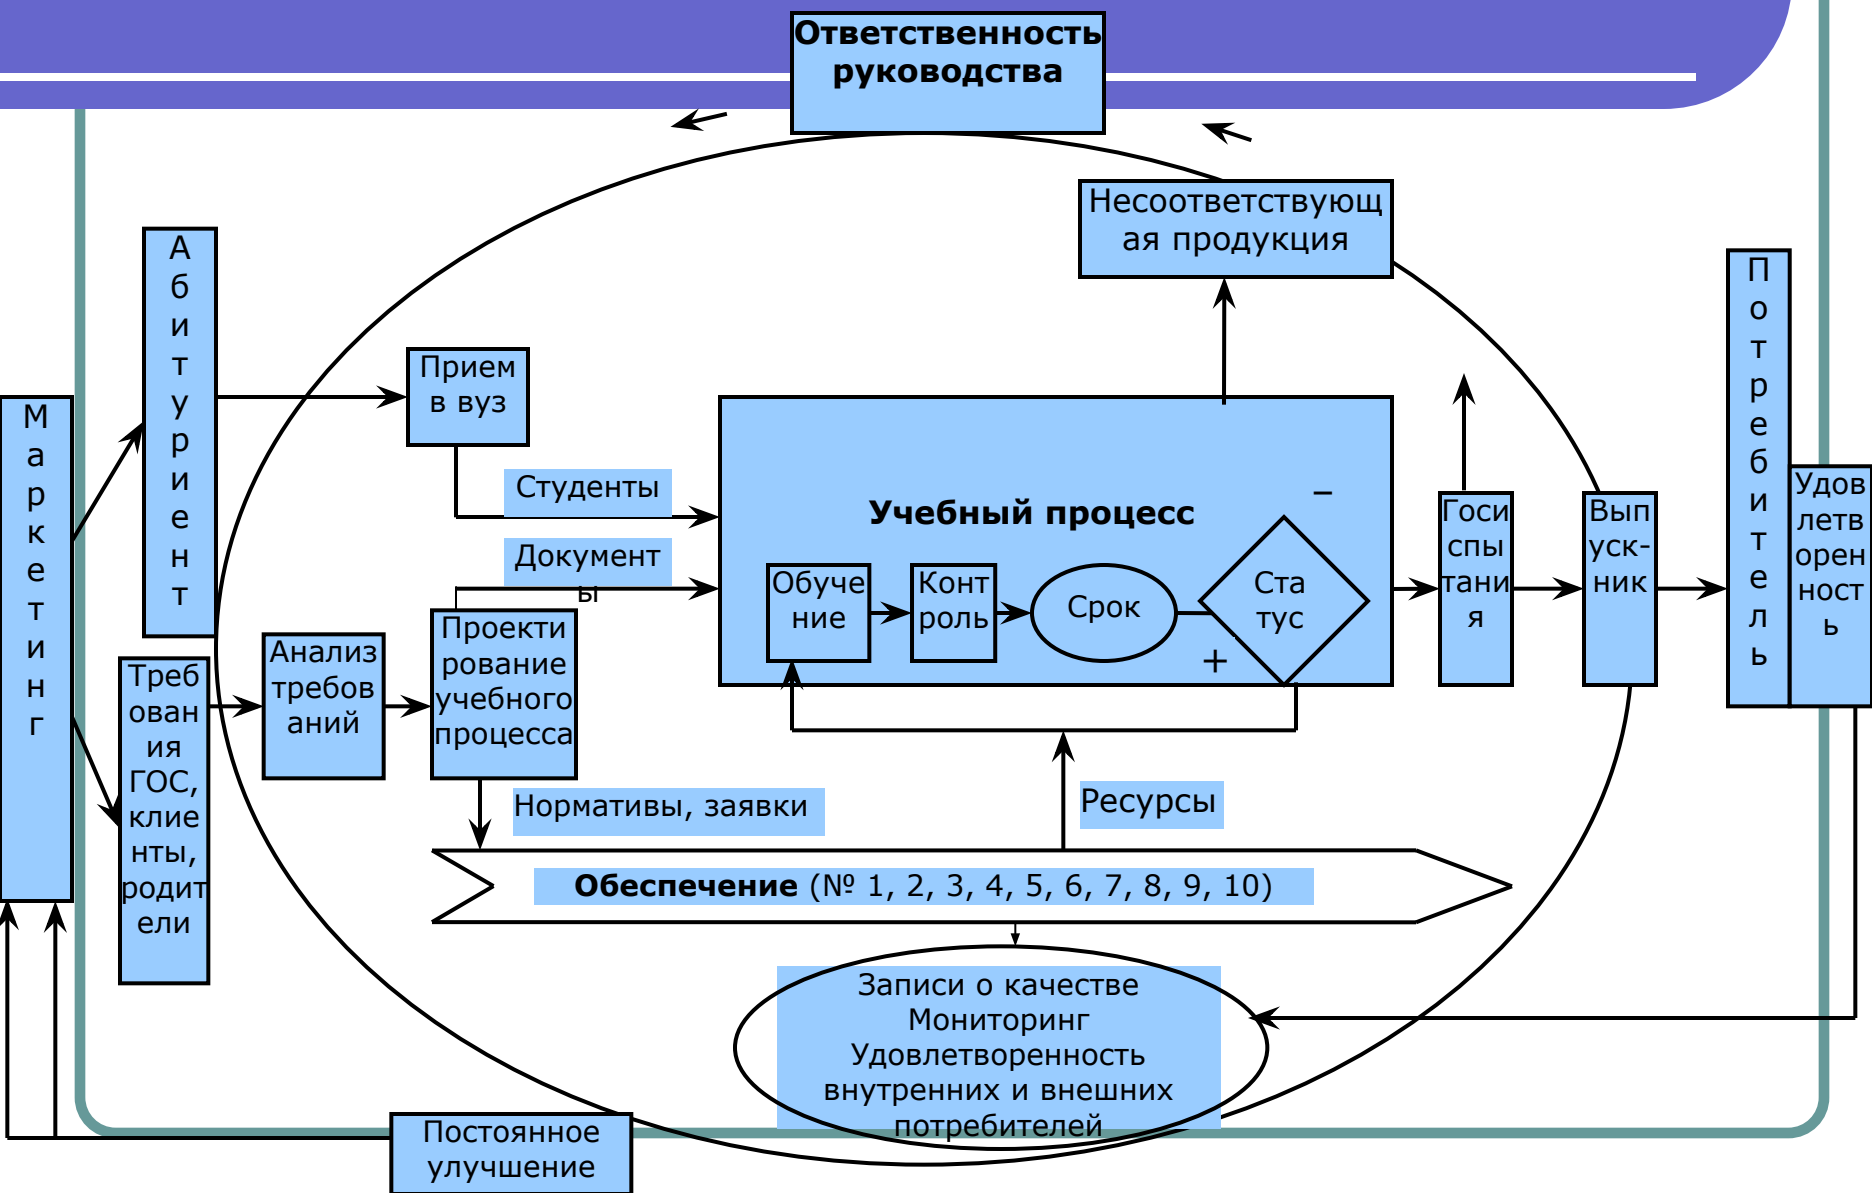 Ответственность
руководства
Несоответствующ
ая продукция
А
б
и
т
у
р
и
е
н
т
П
о
т
р
е
б
и
т
е
л
ь
Прием
в вуз
М
а
р
к
е
т
и
н
г
Студенты
Учебный процесс
–
Удов
летв
орен
ност
ь
Госи
спы
тани
я
Вып
уск-
ник
Документ
ы
Обуче
ние
Конт
роль
Срок
Ста
тус
+
Проекти
рование
учебного
процесса
Анализ
требов
аний
Треб
ован
ия
ГОС,
клие
нты,
родит
ели
Нормативы, заявки
Ресурсы
Обеспечение (№ 1, 2, 3, 4, 5, 6, 7, 8, 9, 10)
Записи о качестве
Мониторинг
Удовлетворенность
внутренних и внешних
потребителей
Постоянное
улучшение